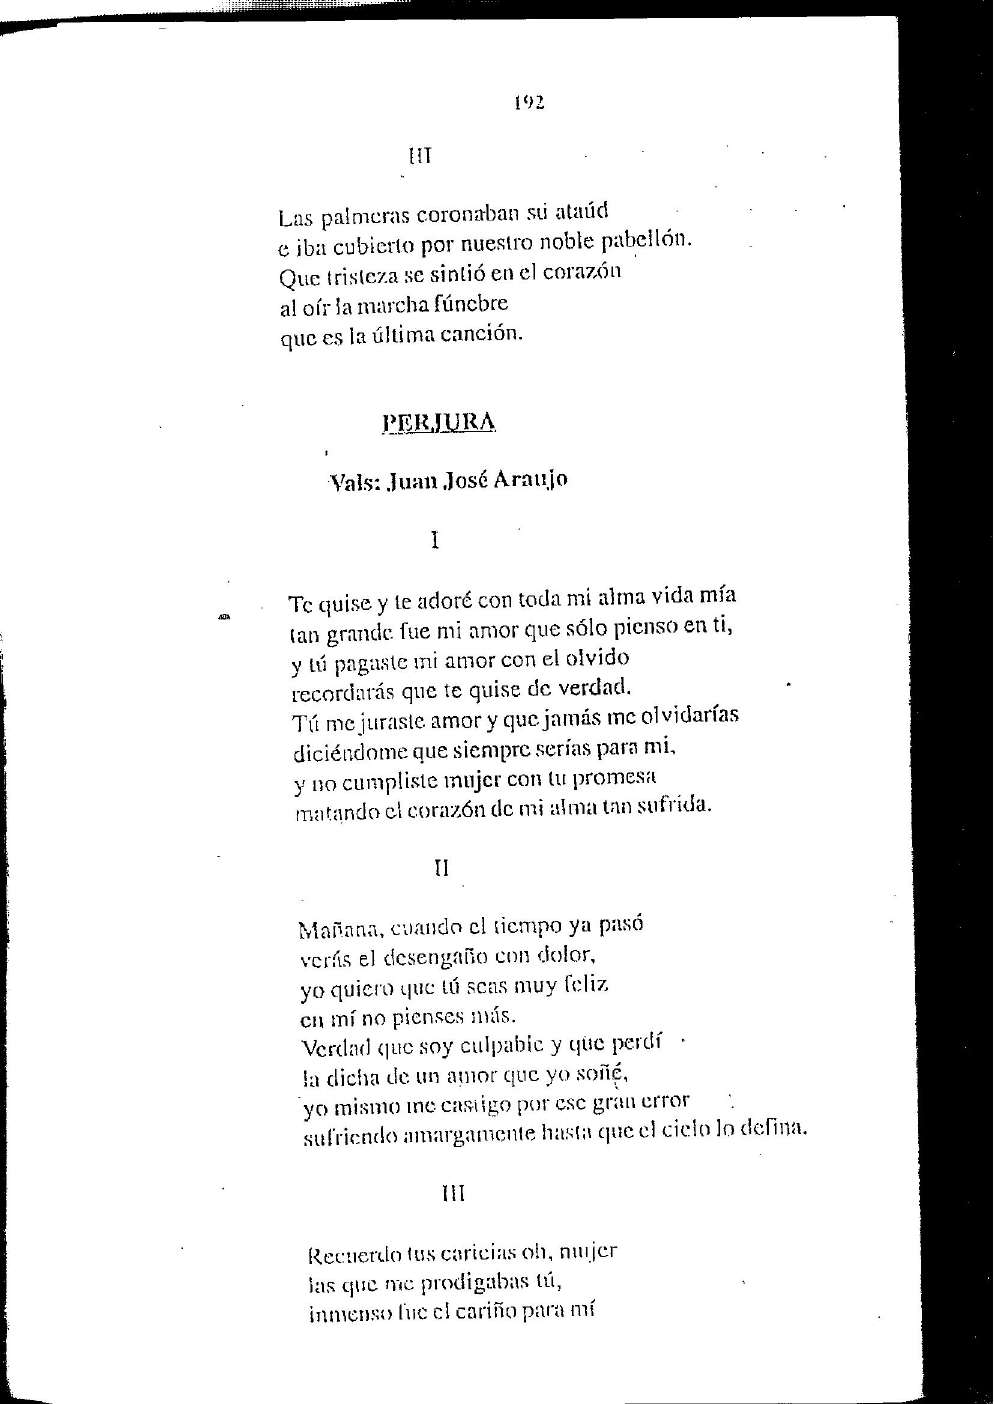 192
III
Las palmeras coronaban su ataúd
e iba cubierto por nuestro noble pabellón.
Que tristeza se sintió en el corazón
al oír la marcha fúnebre
que es la última canción.
PERJURA
Vals: Juan José Araujo
I
Te quise y te adoré con toda mi alma vida mía
tan grande fue mi amor que sólo pienso en ti,
y tú pagaste mi amor con el olvido
recordarás que te quise de verdad.
Tú me juraste amor y que jamás me olvidarías
diciéndome que siempre serías para mi,
y no cumpliste mujer con tu promesa
matando el corazón de mi alma tan sufrida.
II
Mañana, cuando el tiempo ya pasó
verás el desengaño con dolor,
yo quiero que tú seas muy feliz
en mí no pienses más.
Verdad que soy culpable y que perdí
la dicha de un amor que yo soñé,
yo mismo me castigo por ese gran error
sufriendo amargamente hasta que el cielo lo defina.
III
Recuerdo tus caricias oh, mujer
las que me prodigabas tú,
inmenso fue el cariño para mí